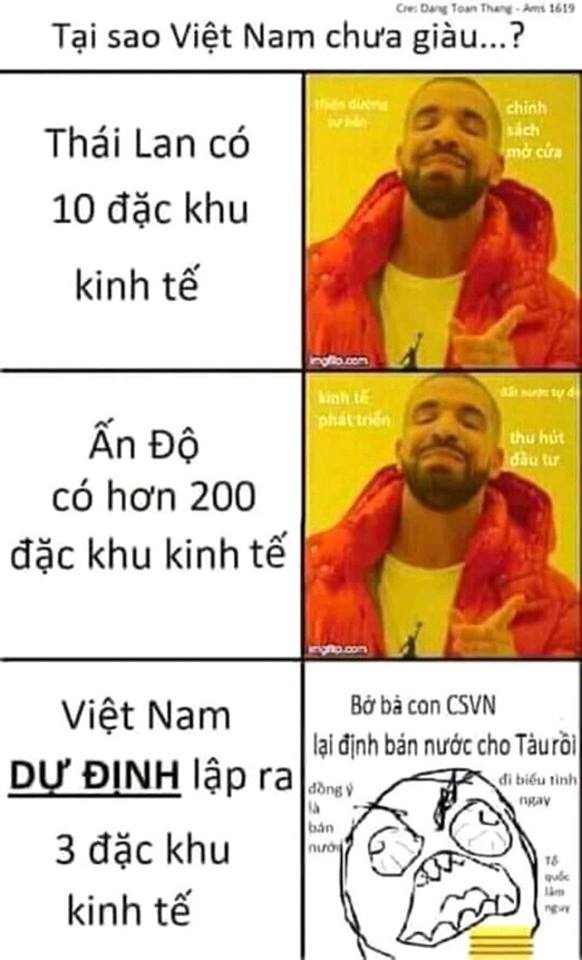 Cre: Dang Toan Thang - Ams 1619
Tại sao Việt Nam chưa giàu...?
Thái Lan có
10 đặc khu
kinh tế
thiên đường
tư bản
chính
sách
mở cửa
imgflip.com
Ấn Độ
có hơn 200
đặc khu kinh tế
kinh tế
phát triển
đất nước tự do
thu hút
đầu tư
imgflip.com
Việt Nam
DỰ ĐỊNH lập ra
3 đặc khu
kinh tế
Bớ bà con CSVN
lại định bán nước cho Tàu rồi
đồng ý
là
bán
nước
đi biểu tình
ngay
Tổ
quốc
lâm
nguy